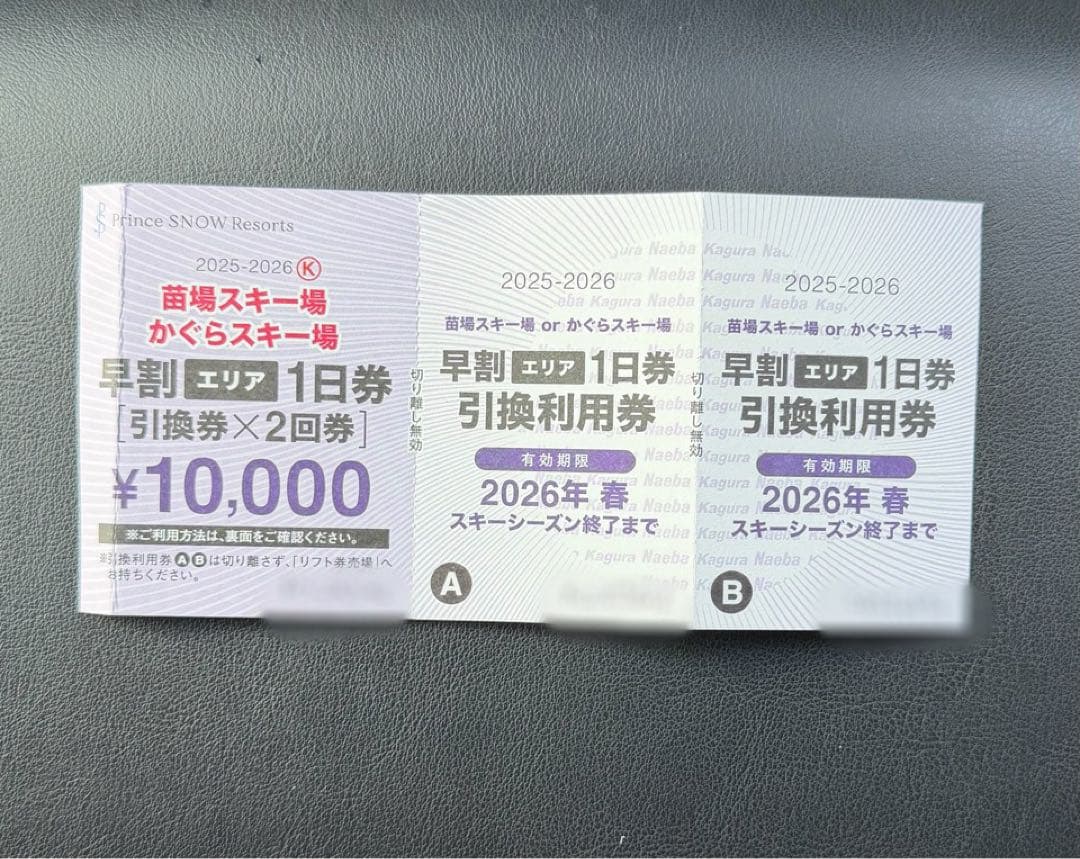 Prince SNOW Resorts
2025-2026 Ⓚ
苗場スキー場
かぐらスキー場
早割 エリア 1日券
[引換券×2回券]
¥10,000
※ご利用方法は、裏面をご確認ください。
※引換利用券ＡＢは切り離さず、「リフト券売場」へ
お持ちください。
切り離し無効
2025-2026
苗場スキー場 or かぐらスキー場
早割 エリア 1日券
引換利用券
有効期限
2026年 春
スキーシーズン終了まで
A
切り離し無効
2025-2026
苗場スキー場 or かぐらスキー場
早割 エリア 1日券
引換利用券
有効期限
2026年 春
スキーシーズン終了まで
B
Naeba Kagura